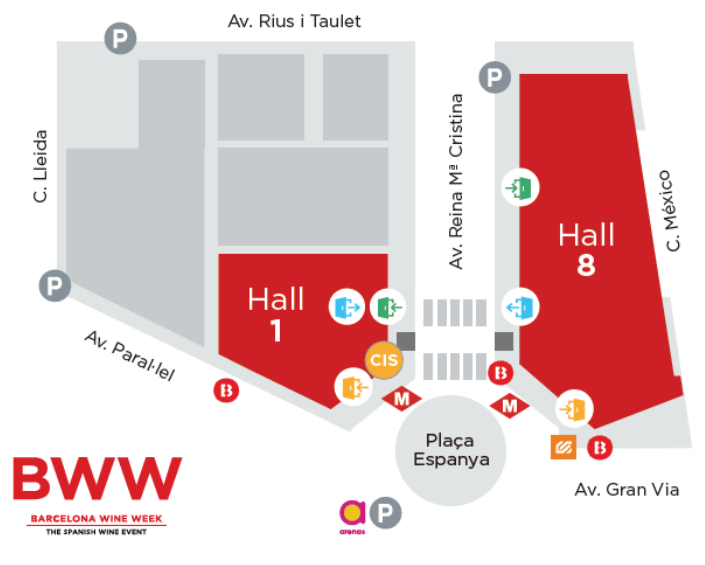 Av. Rius i Taulet
P
P
C. Lleida
Av. Reina Mª Cristina
C. México
Hall
8
Hall
1
P
Av. Paral·lel
CIS
B
B
M
M
Plaça
Espanya
B
Av. Gran Via
BWW
BARCELONA WINE WEEK
THE SPANISH WINE EVENT
a
P
arenas